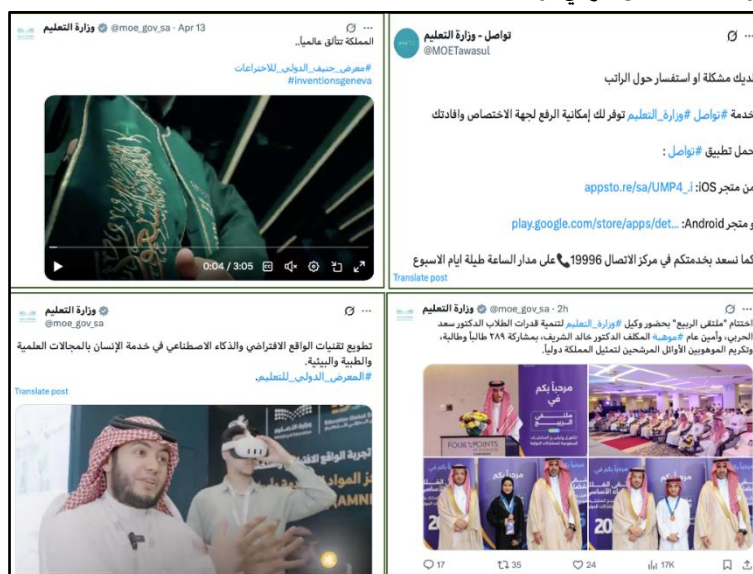 وزارة التعليم @moe_gov_sa · Apr 13
المملكة تتألق عالمياً..
#معرض_جنيف_الدولي_للاختراعات
#inventionsgeneva
0:04 / 3:05
تواصل - وزارة التعليم
@MOETawasul
لديك مشكلة او استفسار حول الراتب
خدمة #تواصل #وزارة_التعليم توفر لك إمكانية الرفع لجهة الاختصاص وافادتك
حمل تطبيق #تواصل :
من متجر iOS: appsto.re/sa/UMP4_.i
و متجر Android: play.google.com/store/apps/det...
كما نسعد بخدمتكم في مركز الاتصال 19996 على مدار الساعة طيلة ايام الاسبوع
Translate post
وزارة التعليم
@moe_gov_sa
تطويع تقنيات الواقع الافتراضي والذكاء الاصطناعي في خدمة الإنسان بالمجالات العلمية
والطبية والبيئية.
#المعرض_الدولي_للتعليم.
Translate post
وزارة التعليم
تجربة الواقع
(AMN
وزارة التعليم @moe_gov_sa · 2h
اختتام "ملتقى الربيع" بحضور وكيل #وزارة_التعليم لتنمية قدرات الطلاب الدكتور سعد
الحربي، وأمين عام #موهبة المكلف الدكتور خالد الشريف، بمشاركة ٢٨٩ طالباً وطالبة،
وتكريم الموهوبين الأوائل المرشحين لتمثيل المملكة دولياً.
مرحباً بكم
في
ملتقى
الربيع
FOUR POINTS
17 35 24 17K